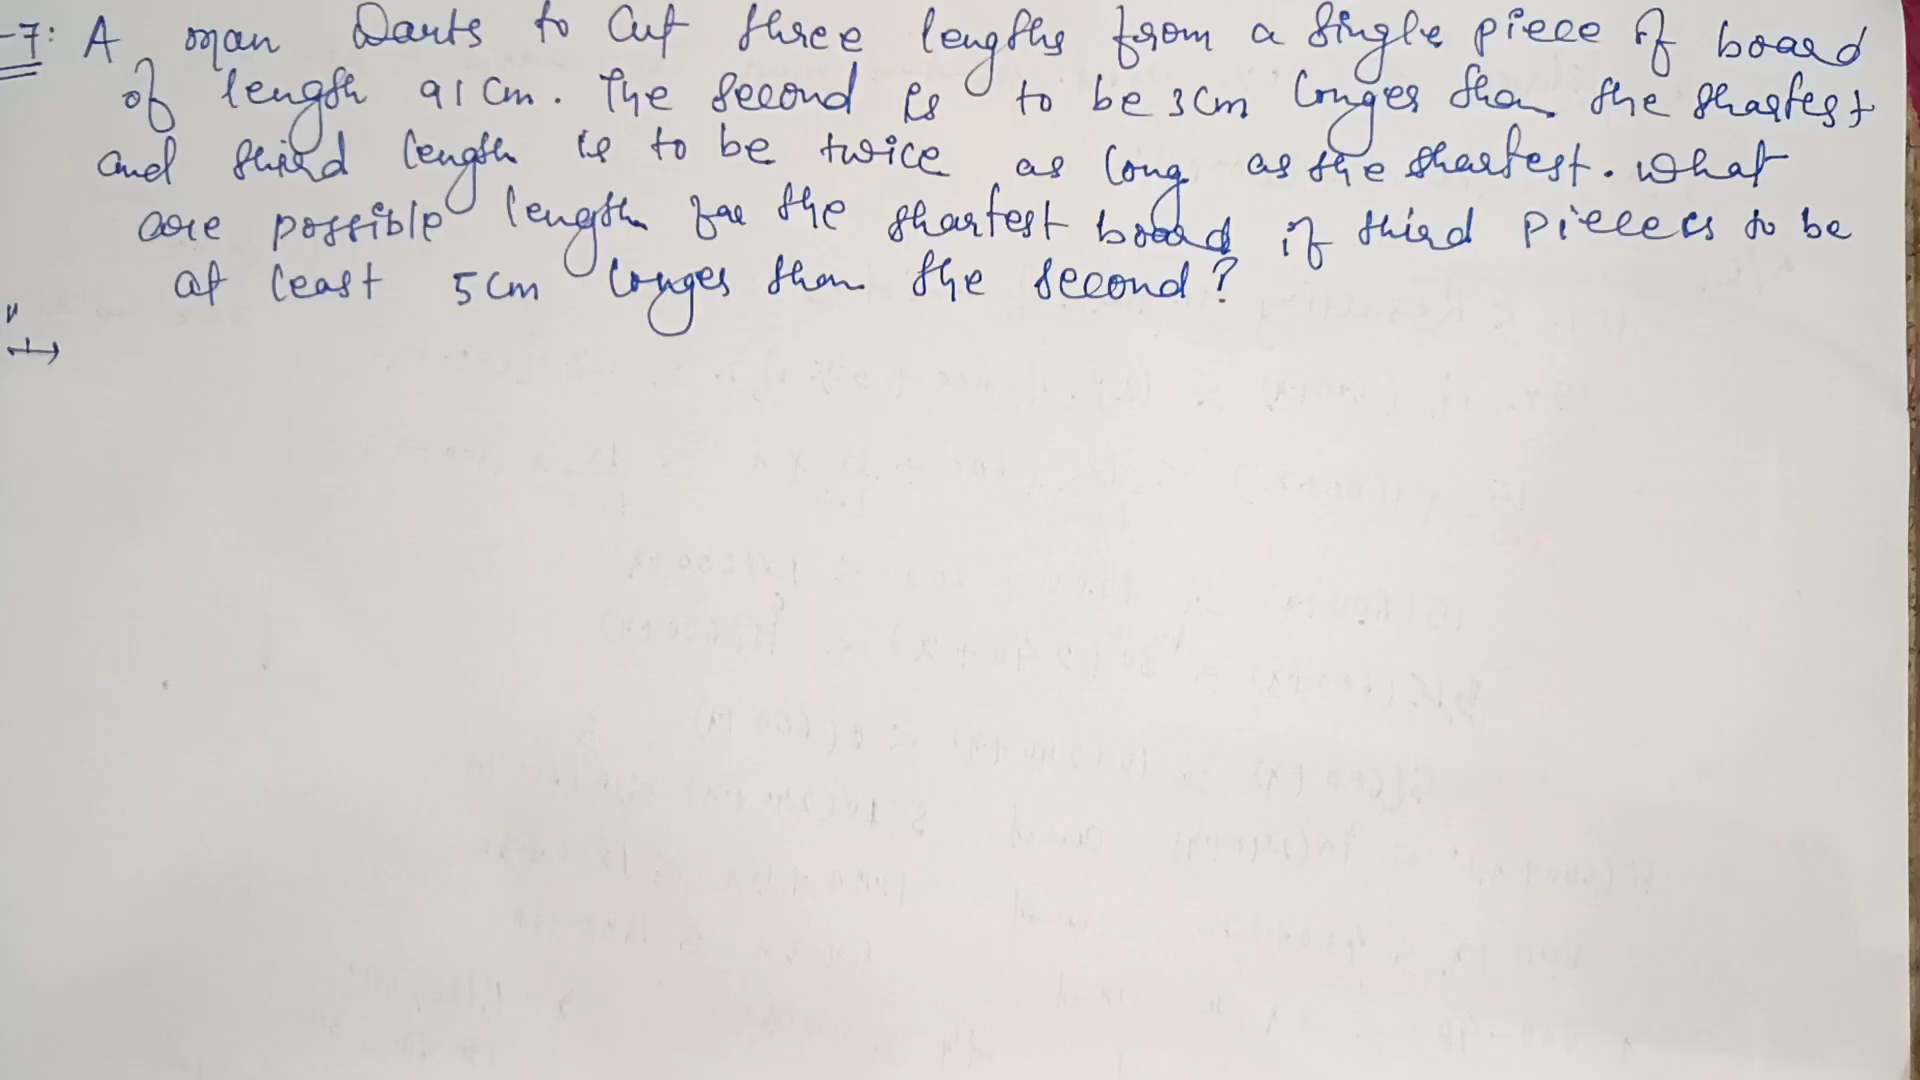 -7: A man wants to cut three lengths from a single piece of board
of length 91 cm. The second is to be 3 cm longer than the shortest
and third length is to be twice as long as the shortest. What
are possible length for the shortest board if third pieces to be
at least 5 cm longer than the second?